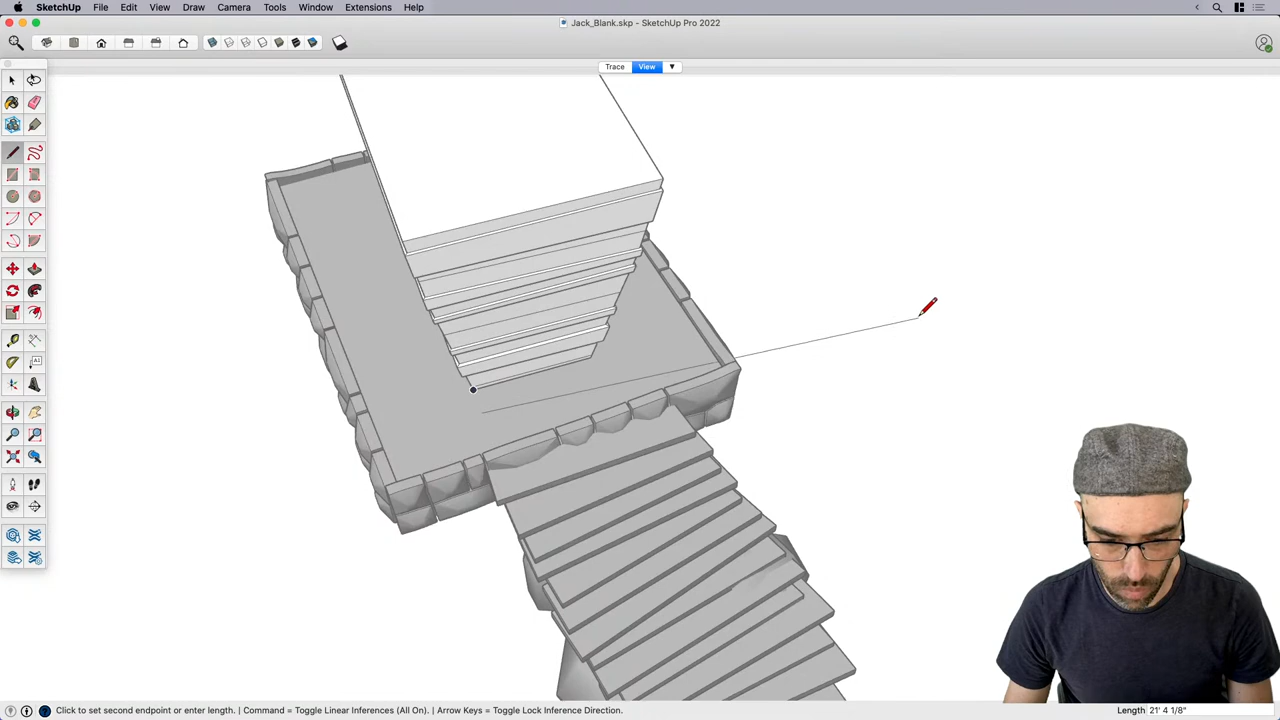 SketchUp File Edit View Draw Camera Tools Window Extensions Help
Jack_Blank.skp - SketchUp Pro 2022
Trace View ▼
A1
Click to set second endpoint or enter length. | Command = Toggle Linear Inferences (All On). | Arrow Keys = Toggle Lock Inference Direction. Length 21' 4 1/8"